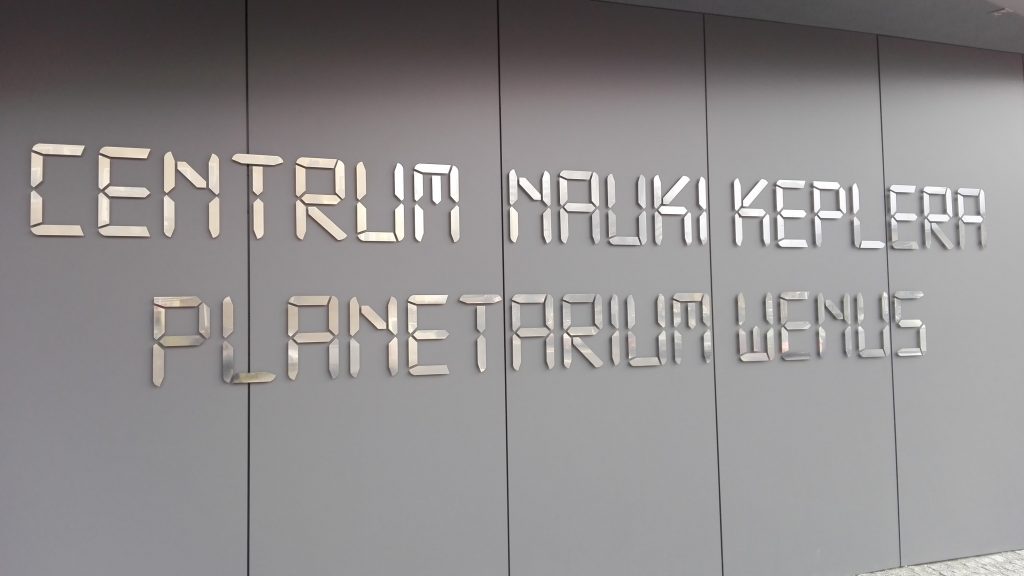 CENTRUM NAUKI KEPLERA
PLANETARIUM WENUS